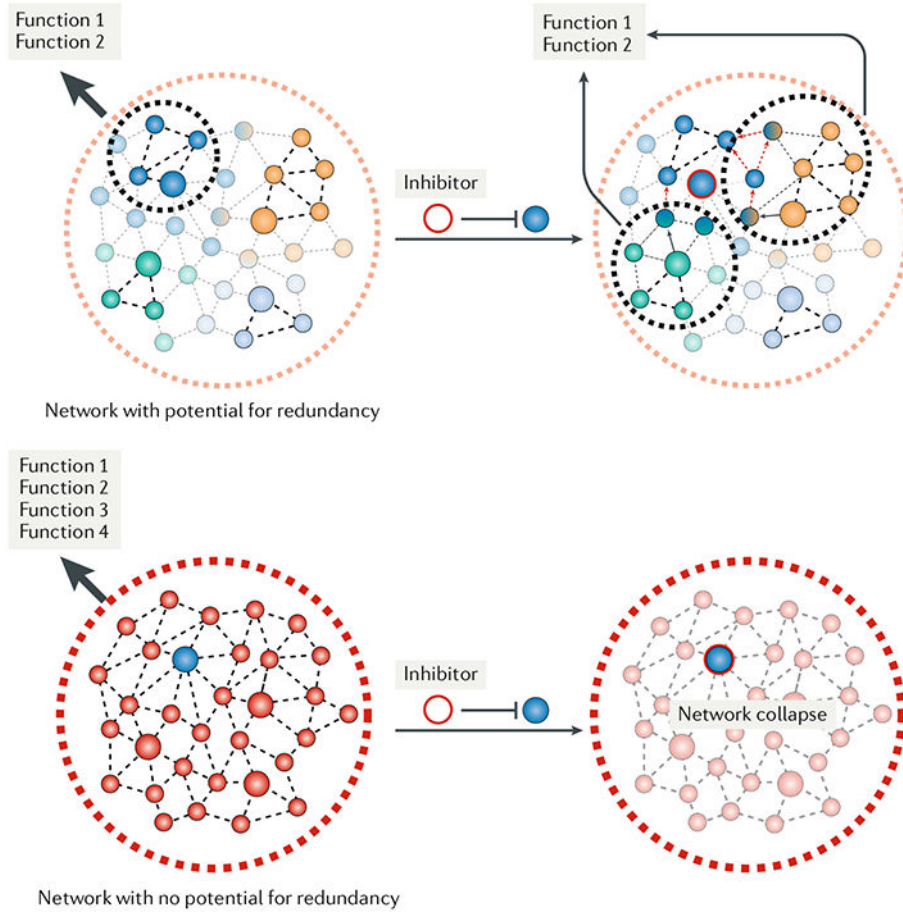 Function 1
Function 2
Function 1
Function 2
Inhibitor
Network with potential for redundancy
Function 1
Function 2
Function 3
Function 4
Inhibitor
Network collapse
Network with no potential for redundancy